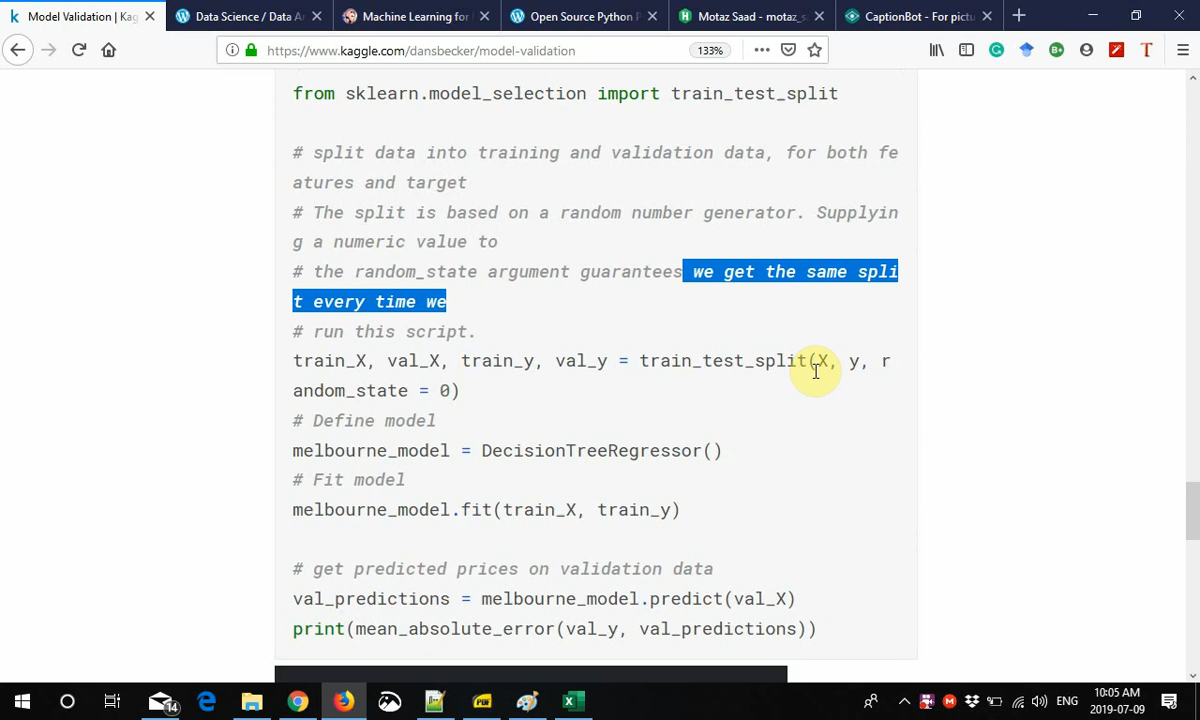 Model Validation | Kag
Data Science / Data A
Machine Learning for
Open Source Python P
Motaz Saad - motaz_s
CaptionBot - For pictu
https://www.kaggle.com/dansbecker/model-validation
133%
from sklearn.model_selection import train_test_split
# split data into training and validation data, for both fe
atures and target
# The split is based on a random number generator. Supplyin
g a numeric value to
# the random_state argument guarantees we get the same spli
t every time we
# run this script.
train_X, val_X, train_y, val_y = train_test_split(X, y, r
andom_state = 0)
# Define model
melbourne_model = DecisionTreeRegressor()
# Fit model
melbourne_model.fit(train_X, train_y)
# get predicted prices on validation data
val_predictions = melbourne_model.predict(val_X)
print(mean_absolute_error(val_y, val_predictions))
14
PDF
ENG
10:05 AM
2019-07-09